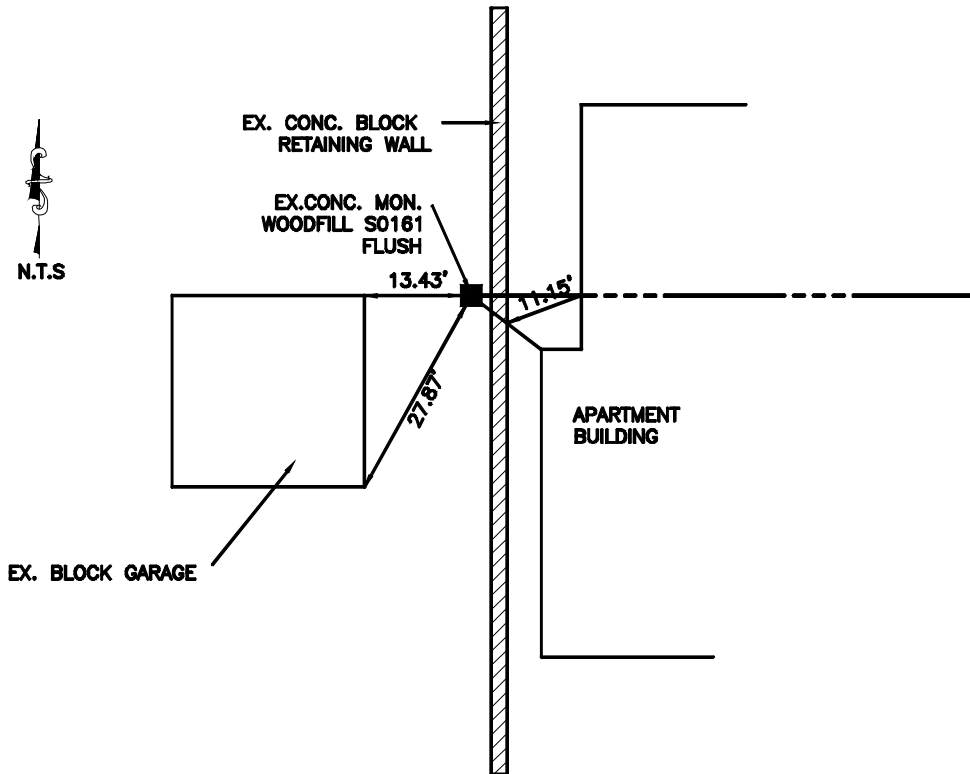 EX. CONC. BLOCK
RETAINING WALL
EX.CONC. MON.
WOODFILL S0161
FLUSH
N.T.S
13.43'
11.15'
27.87'
APARTMENT
BUILDING
EX. BLOCK GARAGE